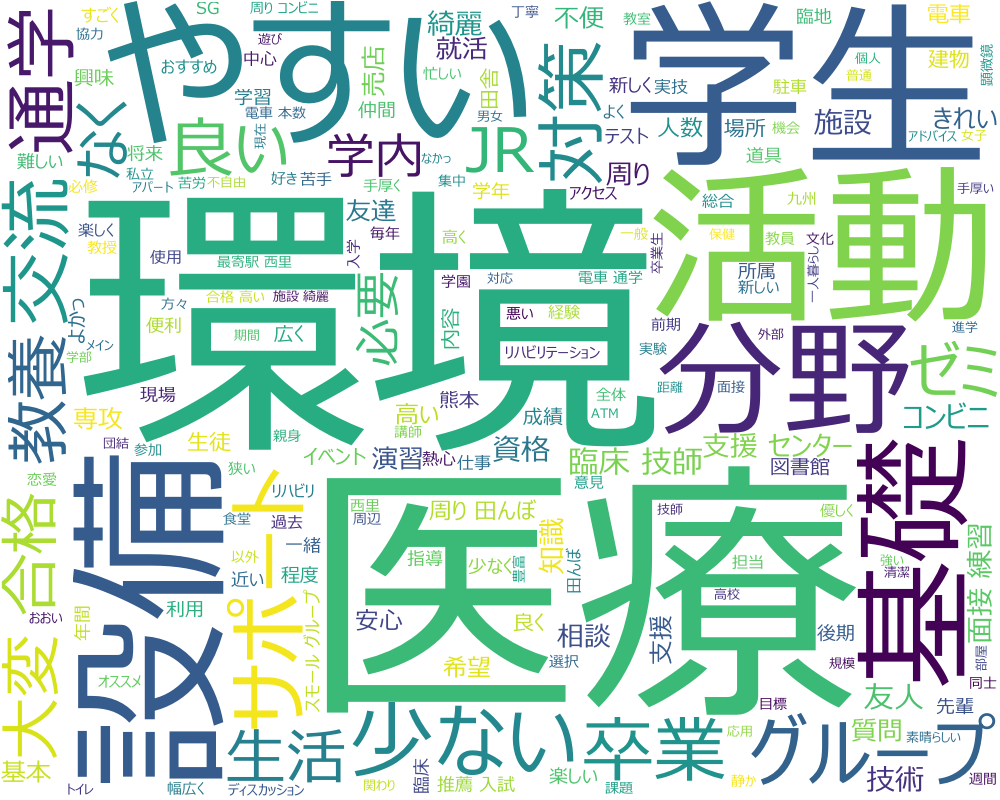 すごく
SG
周り コンビニ
やすい
学生
丁寧
教室
臨地
電車
協力
遊び
おすすめ
中心
綺麗
就活
不便
対策
個人
普通
顕微鏡
建物
通学
なく
興味
学習
電車 本数
現在
売店
仲間
忙しい
田舎
男女
新しく
実技
よく
駐車
人数
場所
機会
施設
アドバイス
きれい
女子
テスト
道具
難しい
将来
良い
学内
なかっ
JR
周り
私立
アパート
必修
苦労
不自由
好き
苦手
手厚く
集中
学年
アクセス
手厚い
交流
楽しく
教授
環境
友達
毎年
入学
高く
活動
総合
九州
一般
卒業生
保健
教員
文化
一人暮らし
使用
最寄駅 西里
方々
合格 高い
施設 綺麗
学園
対応
電車 通学
所属
新しい
必要
よかっ
便利
期間
広く
内容
悪い
経験
前期
外部
進学
学部
メイン
リハビリテーション
実験
分野
ゼミ
教養
現場
全体
ATM
距離
面接
専攻
高い
熊本
成績
コンビニ
生徒
親身
講師
団結
参加
イベント
演習
熱心
仕事
資格
臨床 技師
支援
センター
図書館
意見
恋愛
狭い
リハビリ
西里
周辺
周り 田んぼ
技師
優しく
基礎
設備
食堂
過去
合格
サポート
以外
一緒
医療
指導
少なく
豊富
知識
田んぼ
担当
強い
清潔
練習
面接
近い
程度
おおい
利用
年間
安心
良く
高校
相談
支援
後期
規模
部屋
大変
オススメ
スモール グループ
希望
選択
同士
目標
友人
先輩
生活
少ない
卒業
グループ
質問
素晴らしい
基本
応用
技術
トイレ
幅広く
ディスカッション
関わり
臨床
推薦 入試
楽しい
課題
静か
週間